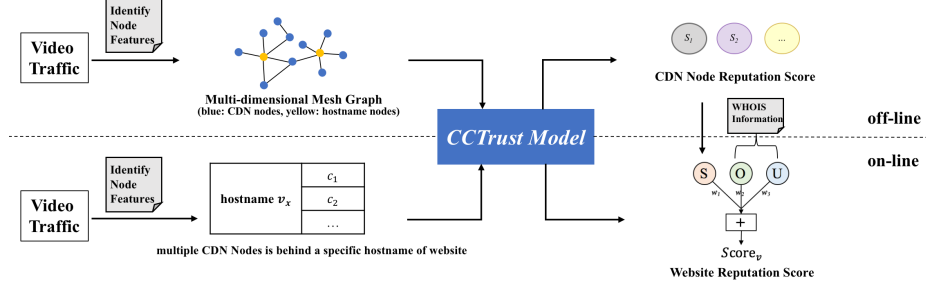 Video
Traffic
Identify
Node
Features
Multi-dimensional Mesh Graph
(blue: CDN nodes, yellow: hostname nodes)
CCTrust Model
S₁
S₂
...
CDN Node Reputation Score
WHOIS
Information
off-line
on-line
Video
Traffic
Identify
Node
Features
hostname vₓ
c₁
c₂
...
multiple CDN Nodes is behind a specific hostname of website
S
O
U
w₁
w₂
w₃
+
Scoreᵥ
Website Reputation Score